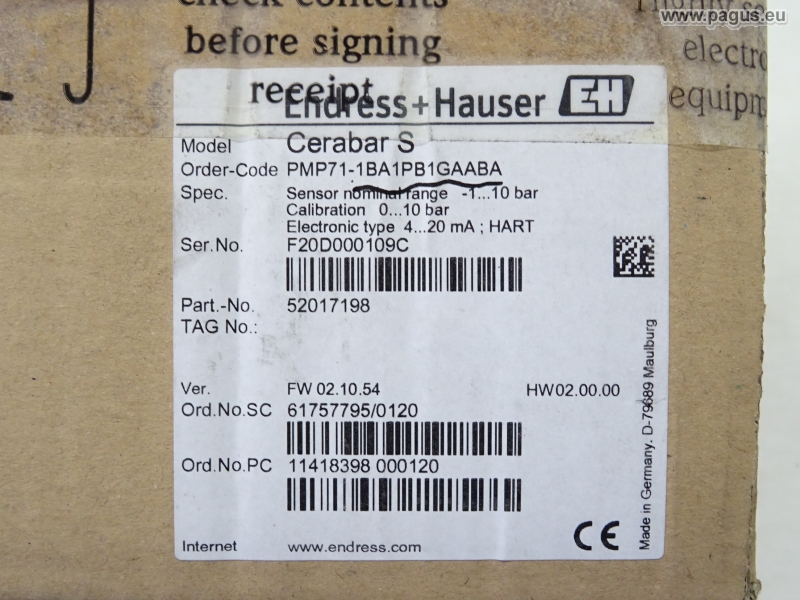 check contents
before signing
receipt
Thoroughly
electro
equipm
www.pagus.eu
J
Endress+Hauser EH
Model Cerabar S
Order-Code PMP71-1BA1PB1GAABA
Spec. Sensor nominal range -1...10 bar
Calibration 0...10 bar
Electronic type 4...20 mA ; HART
Ser.No. F20D000109C
Part.-No. 52017198
TAG No.:
Ver. FW 02.10.54 HW02.00.00
Ord.No.SC 61757795/0120
Ord.No.PC 11418398 000120
Internet www.endress.com
CE
Made in Germany. D-79689 Maulburg